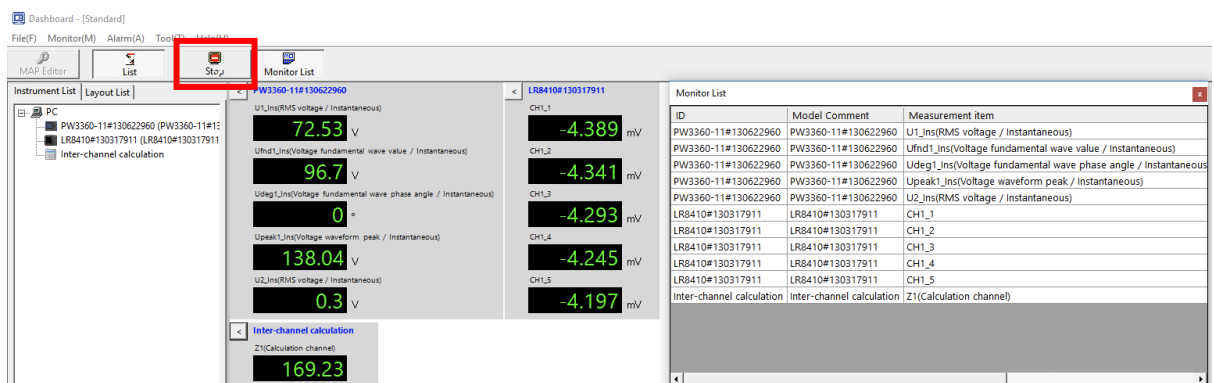 Dashboard - [Standard]
File(F) Monitor(M) Alarm(A) Tool(T) Help(H)
MAP Editor List Stop Monitor List
Instrument List Layout List
PC
PW3360-11#130622960 (PW3360-11#13
LR8410#130317911 (LR8410#130317911
Inter-channel calculation
< PW3360-11#130622960
U1_Ins(RMS voltage / Instantaneous)
72.53 V
Ufnd1_Ins(Voltage fundamental wave value / Instantaneous)
96.7 V
Udeg1_Ins(Voltage fundamental wave phase angle / Instantaneous)
0 °
Upeak1_Ins(Voltage waveform peak / Instantaneous)
138.04 V
U2_Ins(RMS voltage / Instantaneous)
0.3 V
< Inter-channel calculation
Z1(Calculation channel)
169.23
< LR8410#130317911
CH1_1
-4.389 mV
CH1_2
-4.341 mV
CH1_3
-4.293 mV
CH1_4
-4.245 mV
CH1_5
-4.197 mV
Monitor List x
ID Model Comment Measurement item
PW3360-11#130622960 PW3360-11#130622960 U1_Ins(RMS voltage / Instantaneous)
PW3360-11#130622960 PW3360-11#130622960 Ufnd1_Ins(Voltage fundamental wave value / Instantaneous)
PW3360-11#130622960 PW3360-11#130622960 Udeg1_Ins(Voltage fundamental wave phase angle / Instantaneous
PW3360-11#130622960 PW3360-11#130622960 Upeak1_Ins(Voltage waveform peak / Instantaneous)
PW3360-11#130622960 PW3360-11#130622960 U2_Ins(RMS voltage / Instantaneous)
LR8410#130317911 LR8410#130317911 CH1_1
LR8410#130317911 LR8410#130317911 CH1_2
LR8410#130317911 LR8410#130317911 CH1_3
LR8410#130317911 LR8410#130317911 CH1_4
LR8410#130317911 LR8410#130317911 CH1_5
Inter-channel calculation Inter-channel calculation Z1(Calculation channel)